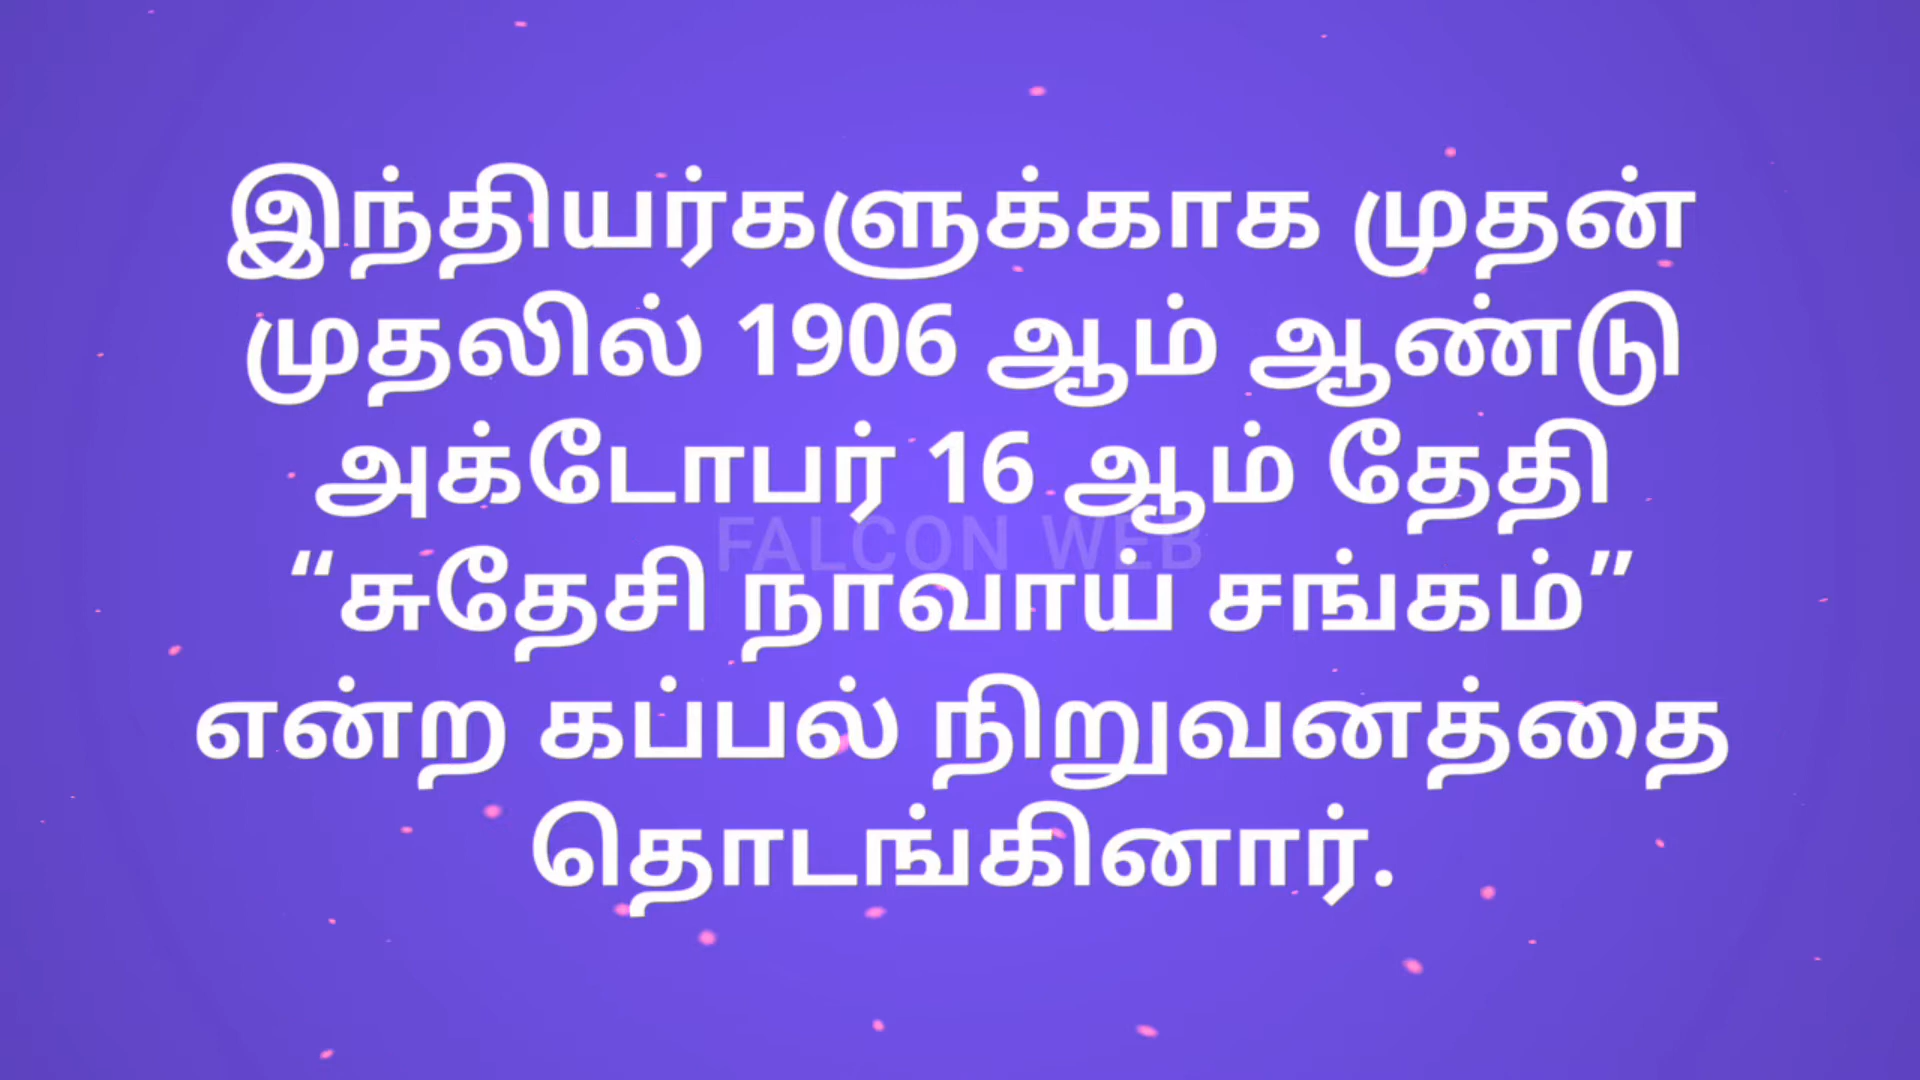 இந்தியர்களுக்காக முதன்
முதலில் 1906 ஆம் ஆண்டு
அக்டோபர் 16 ஆம் தேதி
FALCON WEB
“சுதேசி நாவாய் சங்கம்”
என்ற கப்பல் நிறுவனத்தை
தொடங்கினார்.